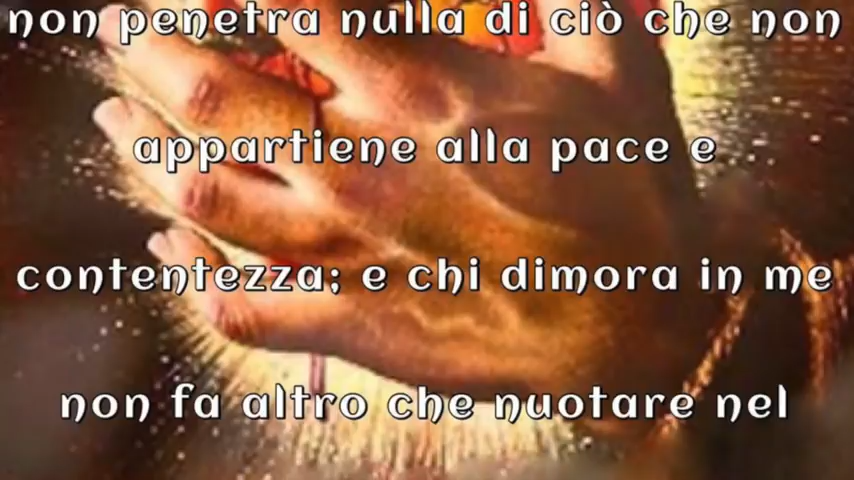 non penetra nulla di ciò che non
appartiene alla pace e
contentezza; e chi dimora in me
non fa altro che nuotare nel